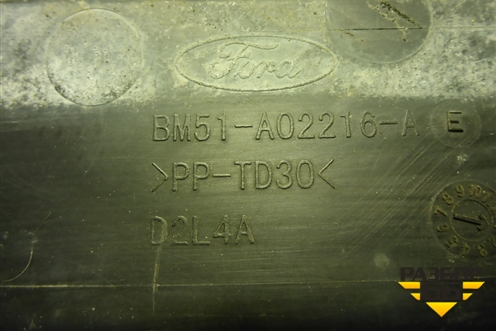 Ford
BM51-A02216-A E
>PP-TD30<
D2L4A